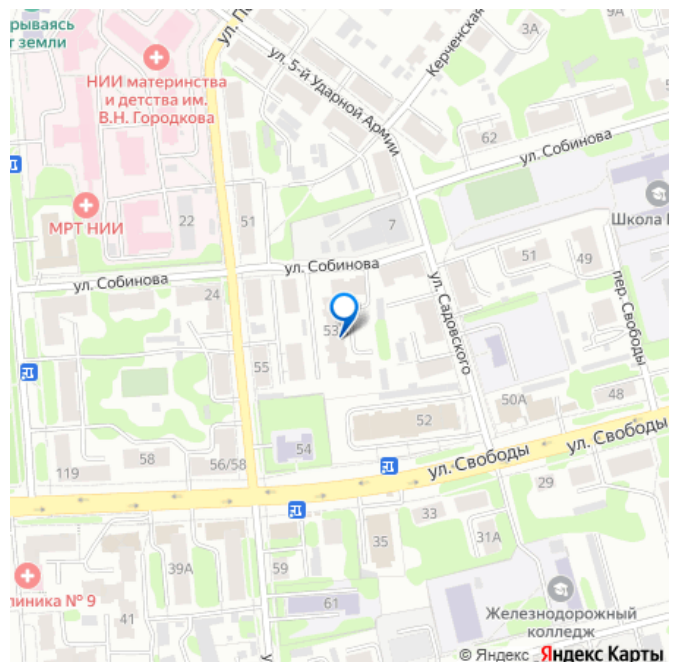 рываясь
т земли
ул. П
НИИ материнства
и детства им.
В.Н. Городкова
ул. 5-й Ударной Армии
Керченская
3А
62
ул. Собинова
МРТ НИИ
22
51
7
Школа
ул. Собинова
ул. Собинова
24
51
49
ул. Садовского
пер. Свободы
53
55
52
50А
48
54
ул. Свободы
ул. Свободы
119
58
56/58
29
33
35
31А
39А
59
линика № 9
41
61
Железнодорожный
колледж
у
© Яндекс Яндекс Карты